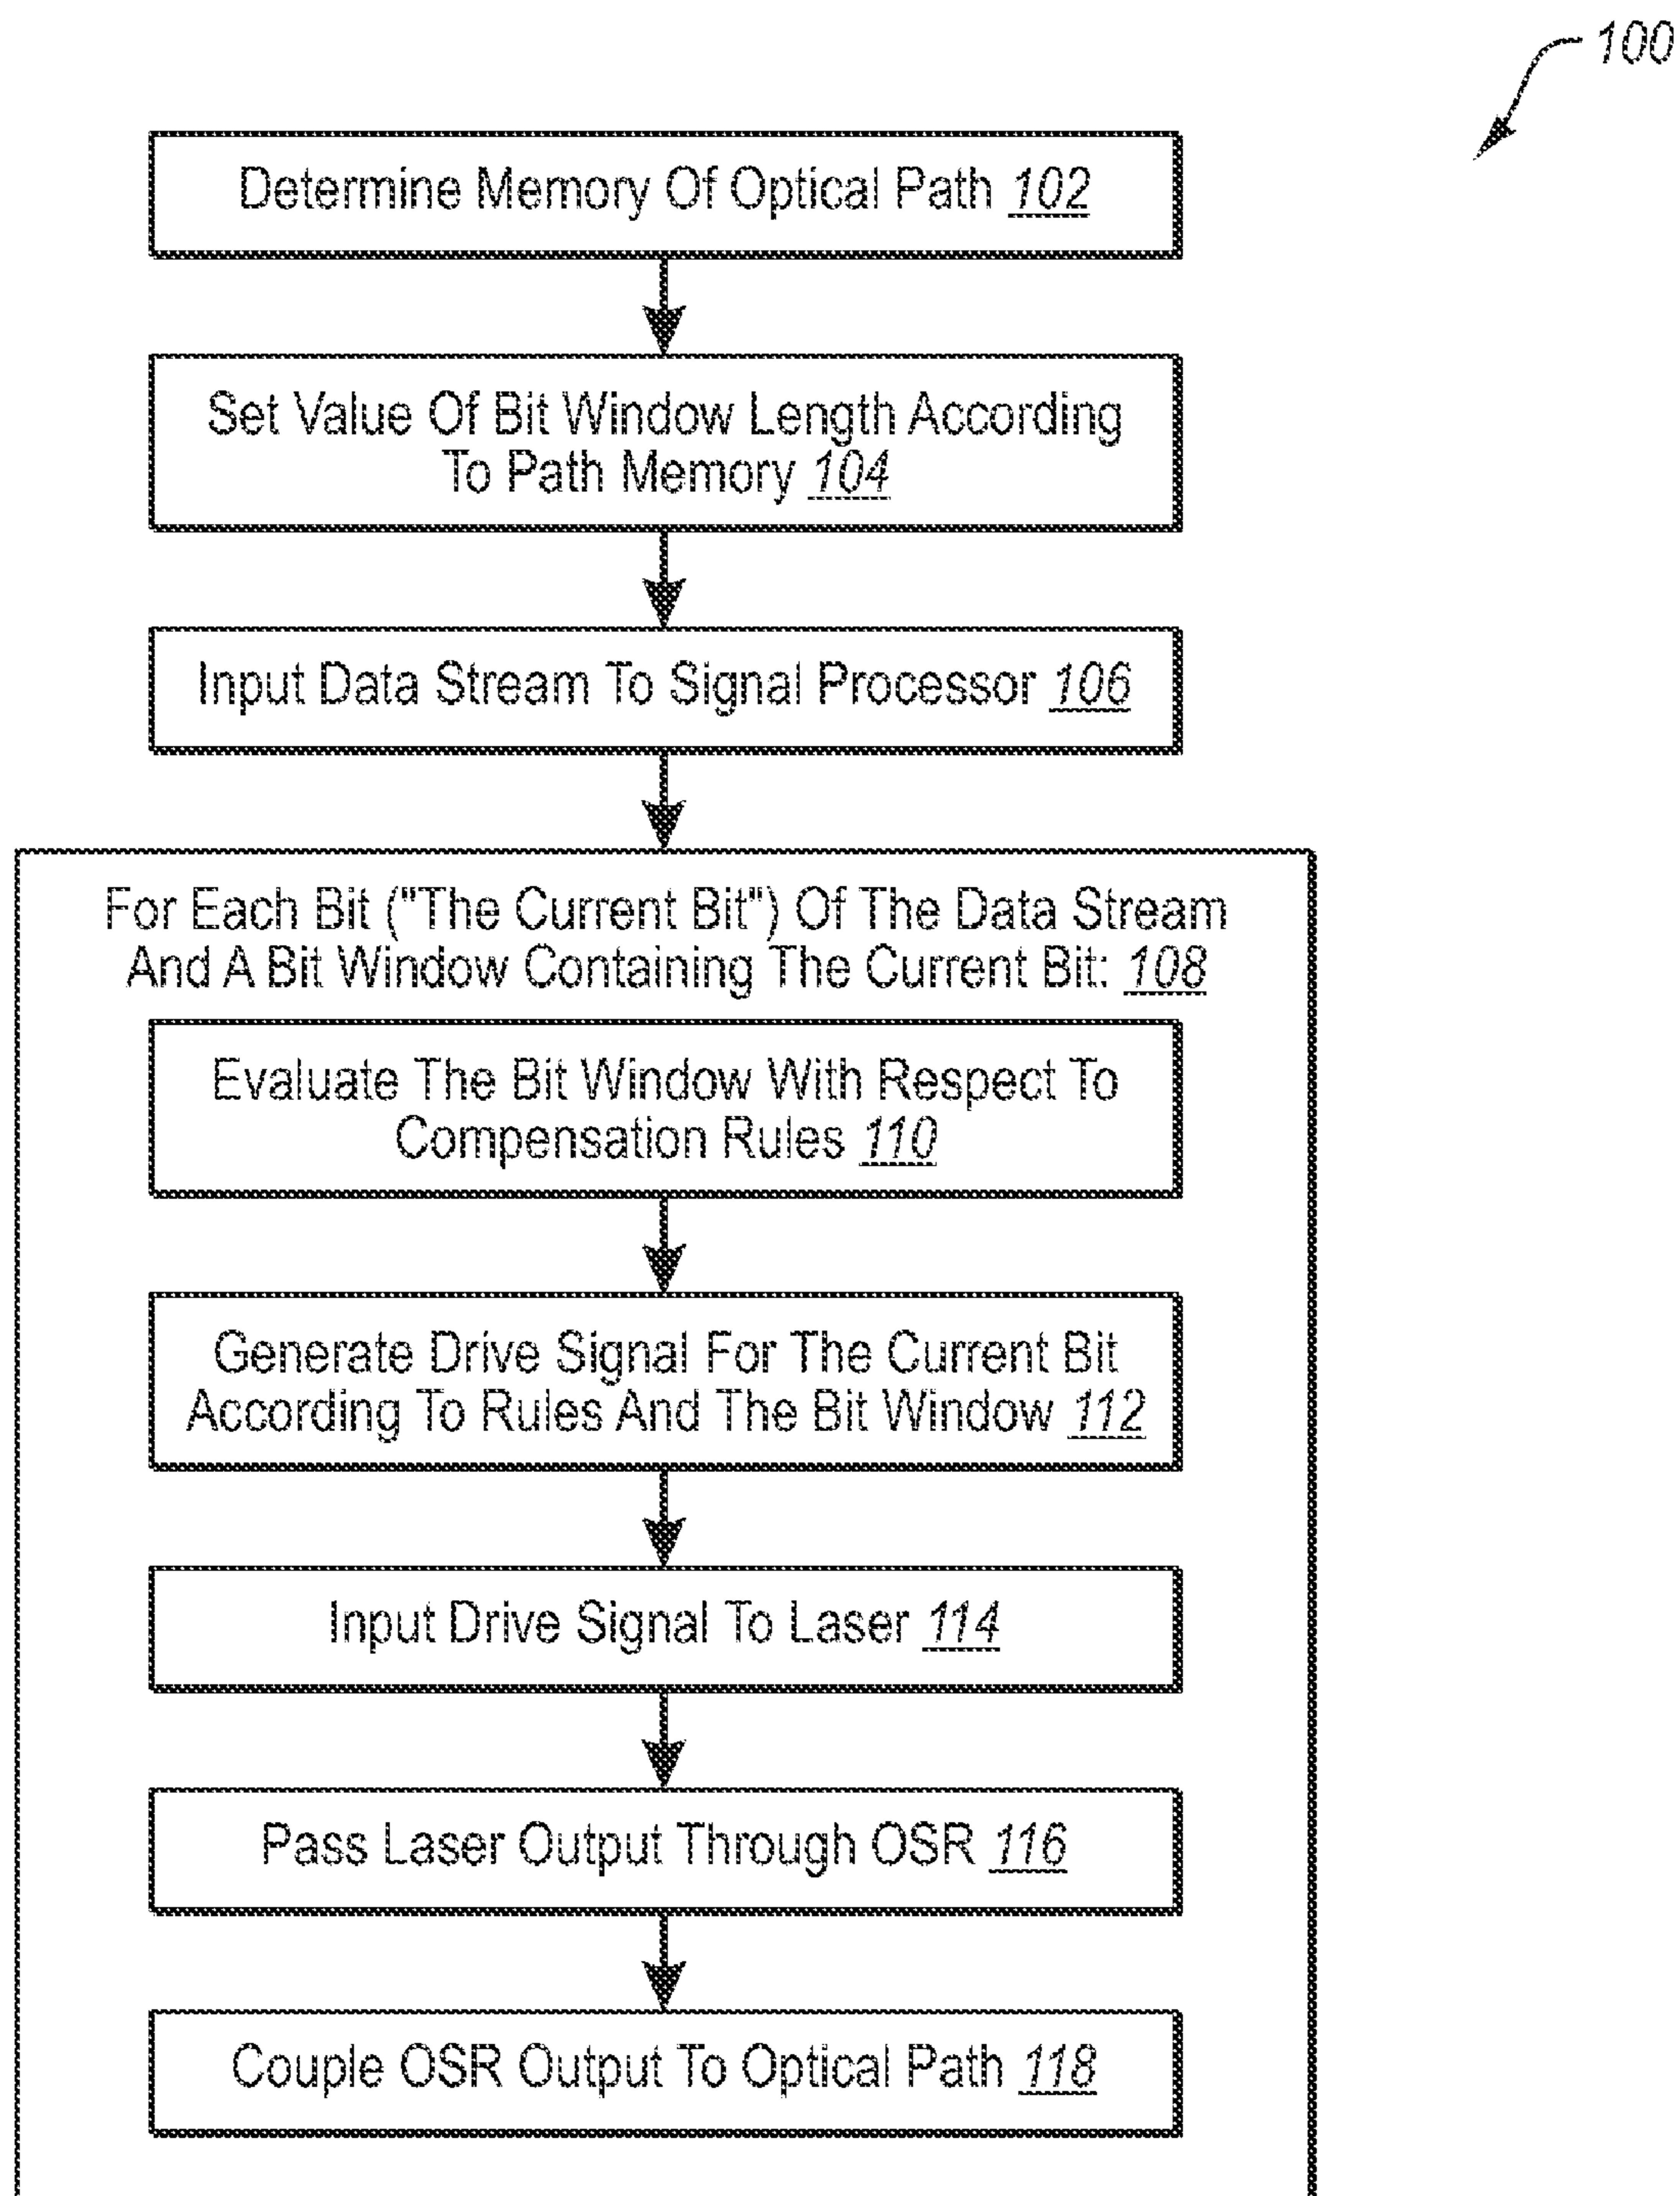 100
Determine Memory Of Optical Path 102
Set Value Of Bit Window Length According
To Path Memory 104
Input Data Stream To Signal Processor 106
For Each Bit ("The Current Bit") Of The Data Stream
And A Bit Window Containing The Current Bit: 108
Evaluate The Bit Window With Respect To
Compensation Rules 110
Generate Drive Signal For The Current Bit
According To Rules And The Bit Window 112
Input Drive Signal To Laser 114
Pass Laser Output Through OSR 116
Couple OSR Output To Optical Path 118